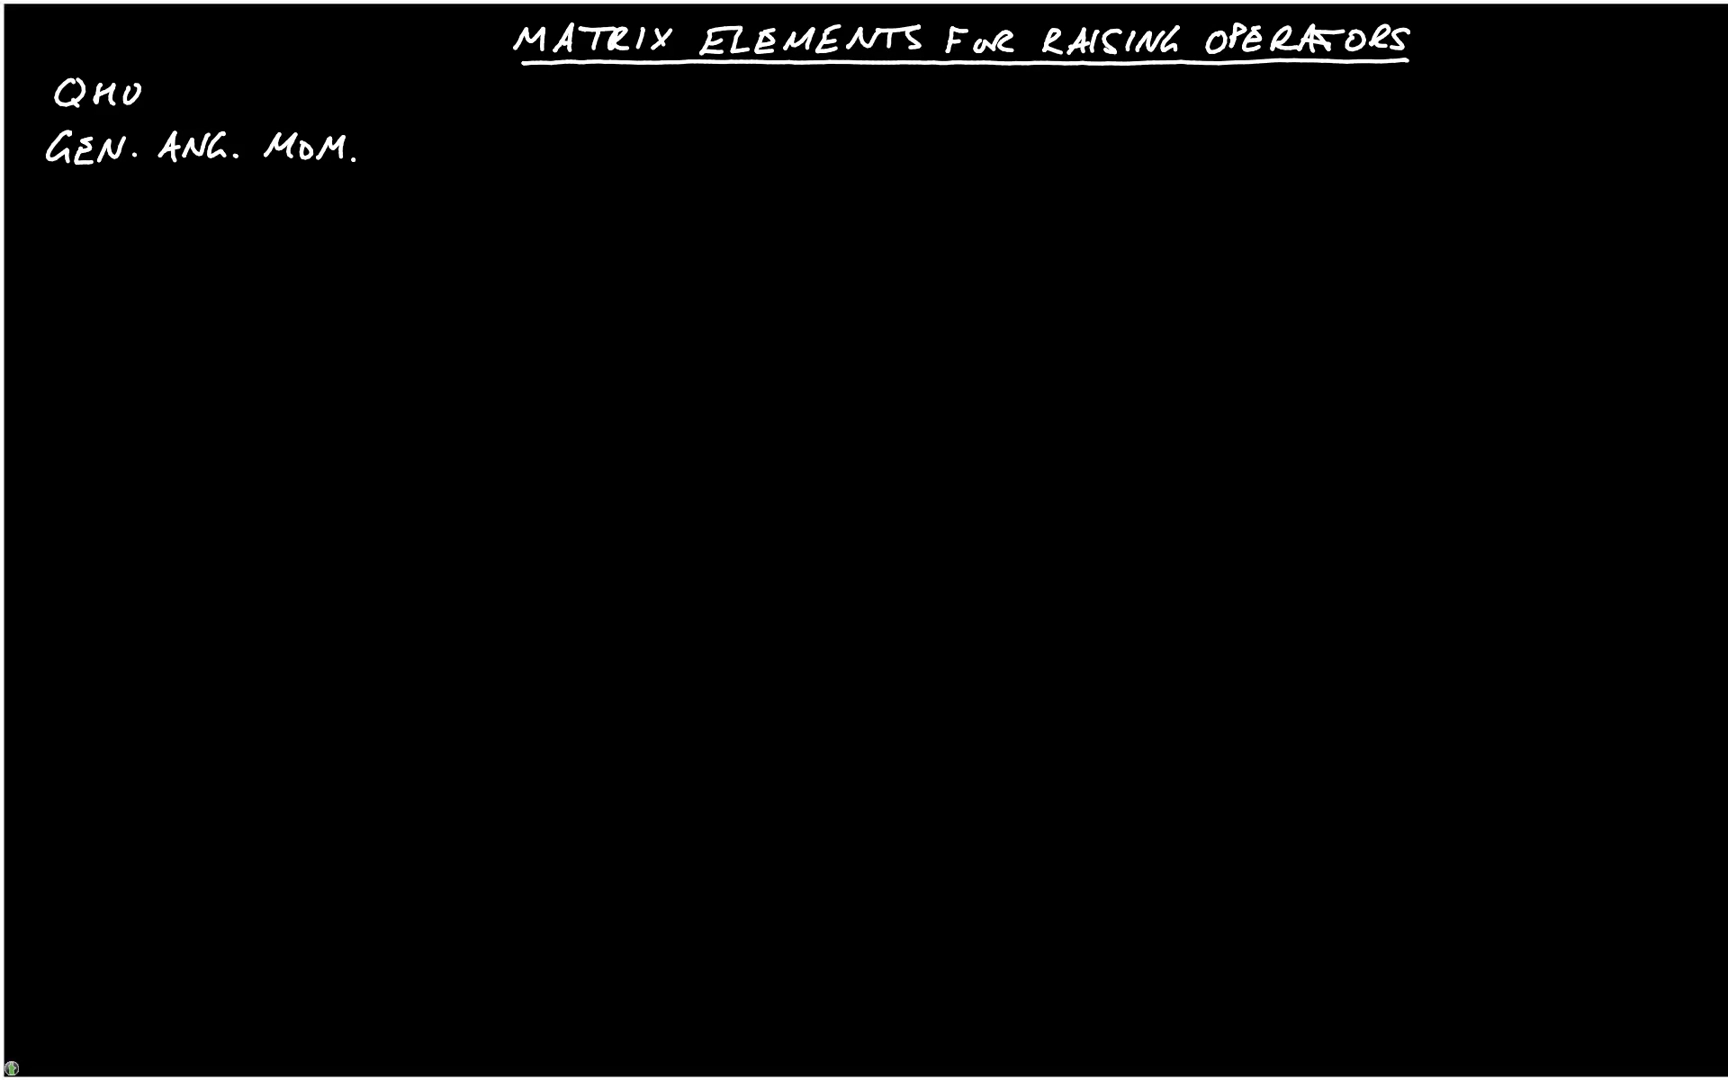 MATRIX ELEMENTS FOR RAISING OPERATORS
QHO
GEN. ANG. MOM.